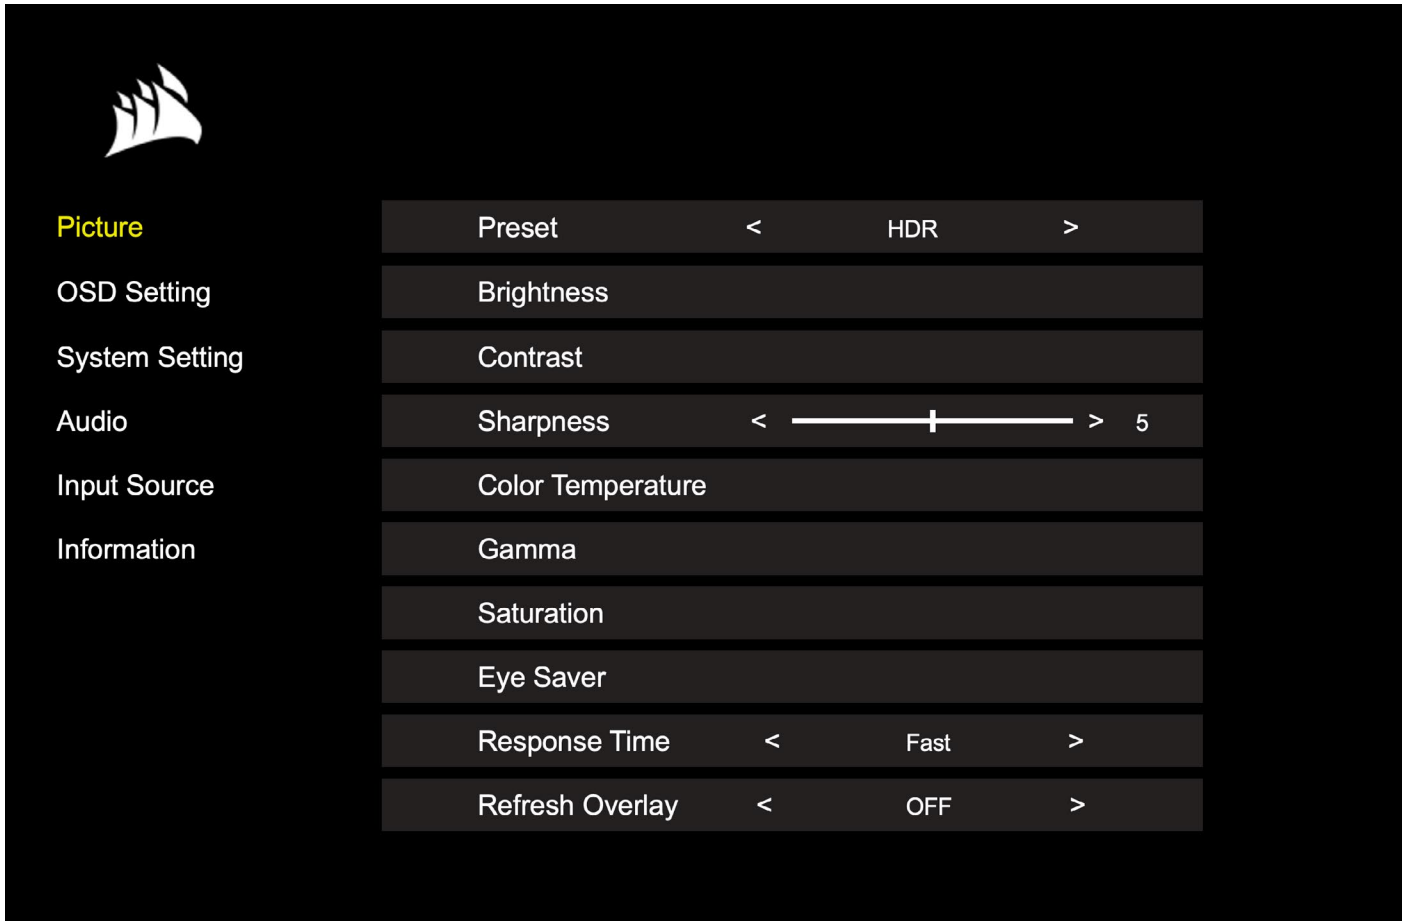 Picture
OSD Setting
System Setting
Audio
Input Source
Information
Preset < HDR >
Brightness
Contrast
Sharpness < > 5
Color Temperature
Gamma
Saturation
Eye Saver
Response Time < Fast >
Refresh Overlay < OFF >